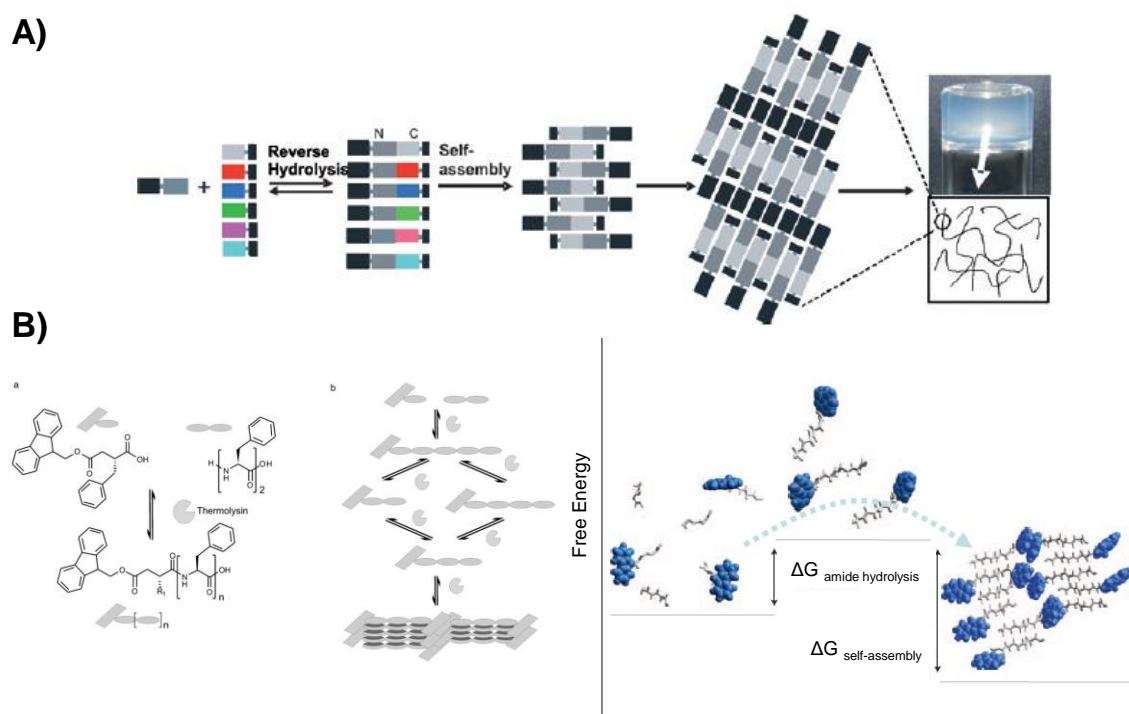 A)
N C
Reverse
Hydrolysis
Self-
assembly
+
B)
a
b
OH
O
O
O
H
N
H
O
OH
2
Thermolysin
O
O
O
R₁
N
H
O
OH
n
n
Free Energy
ΔG amide hydrolysis
ΔG self-assembly